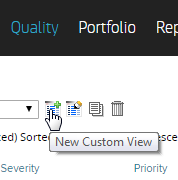 Quality Portfolio Rep
New Custom View
ted) Sorte
esce
Severity Priority